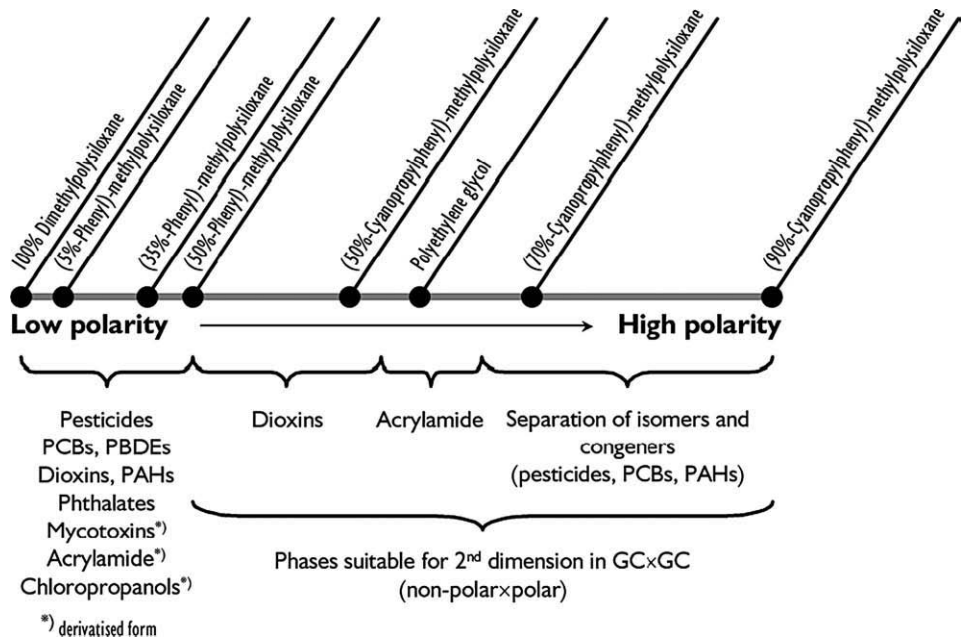 100% Dimethylpolysiloxane
(5%-Phenyl)-methylpolysiloxane
(35%-Phenyl)-methylpolysiloxane
(50%-Phenyl)-methylpolysiloxane
(50%-Cyanopropylphenyl)-methylpolysiloxane
Polyethylene glycol
(70%-Cyanopropylphenyl)-methylpolysiloxane
(90%-Cyanopropylphenyl)-methylpolysiloxane
Low polarity
High polarity
Pesticides
PCBs, PBDEs
Dioxins, PAHs
Phthalates
Mycotoxins*)
Acrylamide*)
Chloropropanols*)
*) derivatised form
Dioxins
Acrylamide
Separation of isomers and
congeners
(pesticides, PCBs, PAHs)
Phases suitable for 2nd dimension in GC×GC
(non-polar×polar)